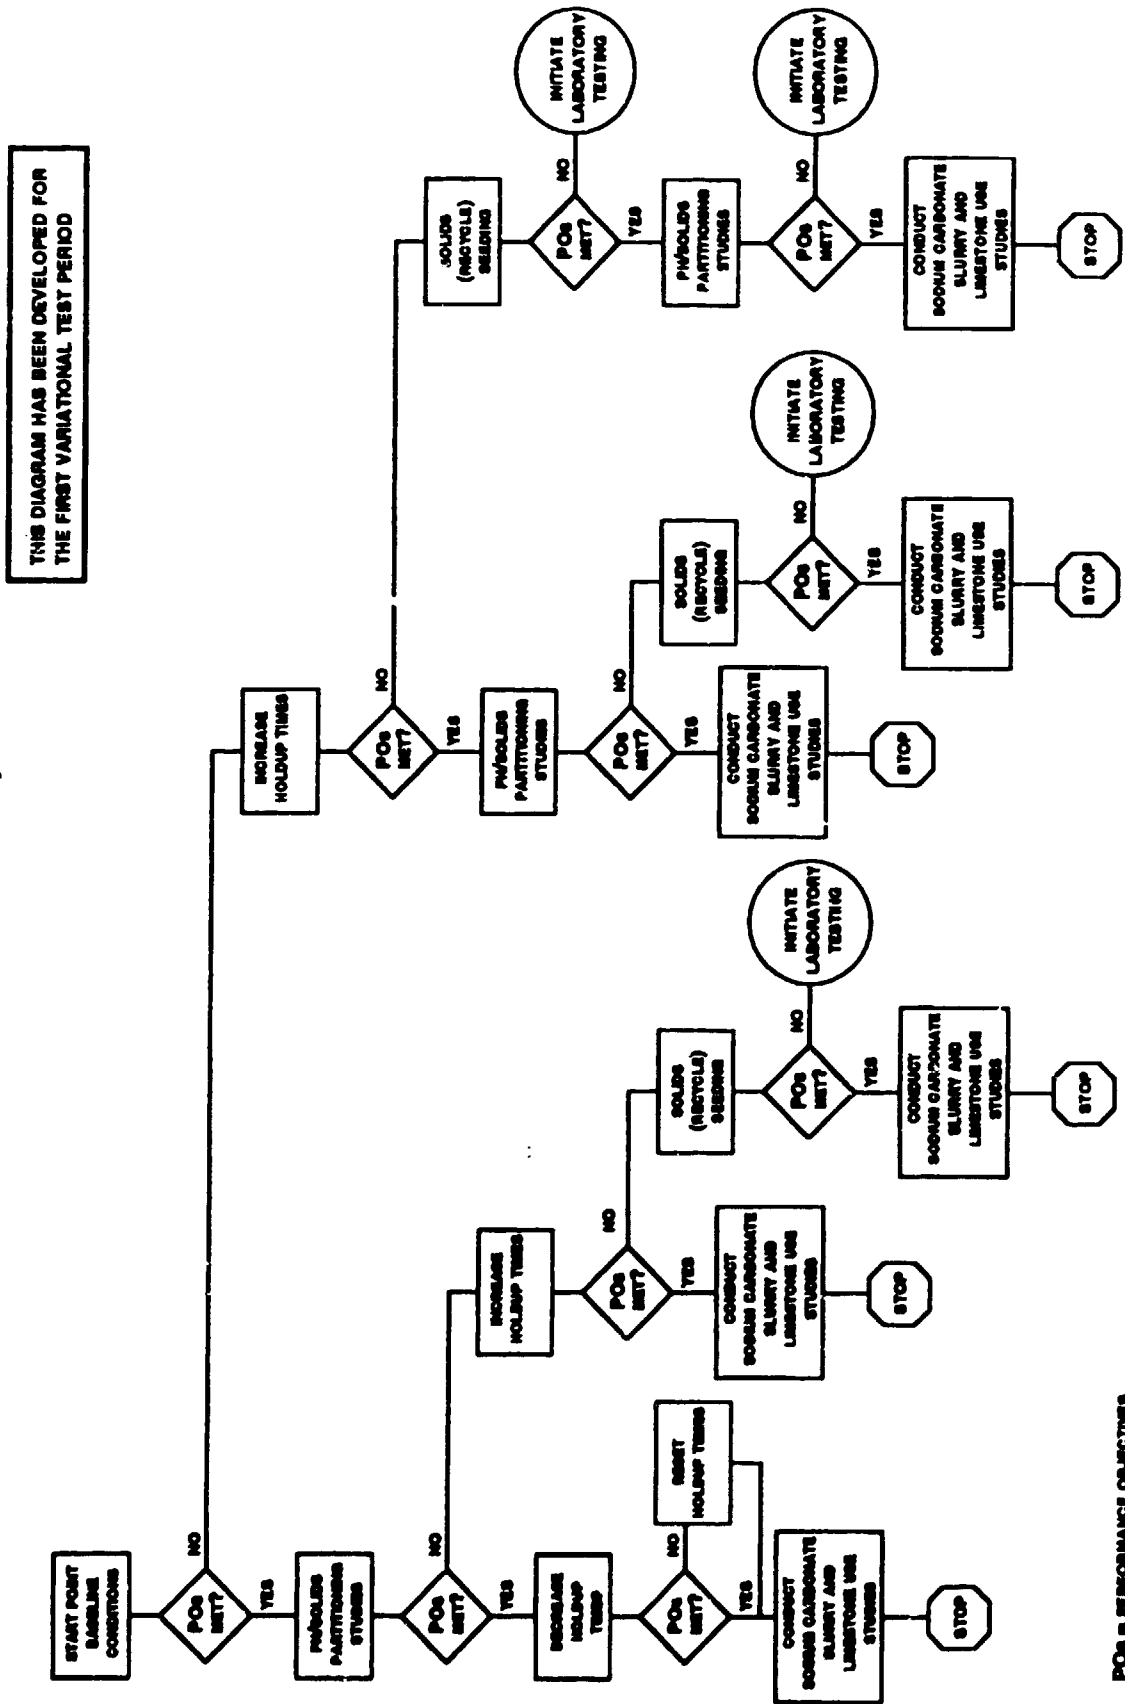 THIS DIAGRAM HAS BEEN DEVELOPED FOR
THE FIRST VARIATIONAL TEST PERIOD
START POINT
BASELINE
CONDITIONS
POs
MET?
NO
YES
PH/SOLIDS
PARTITIONING
STUDIES
POs
MET?
NO
YES
DECREASE
HOLDUP
TIMES
POs
MET?
NO
RESET
HOLDUP TIMES
YES
CONDUCT
SODIUM CARBONATE
SLURRY AND
LIMESTONE USE
STUDIES
STOP
INCREASE
HOLDUP TIMES
POs
MET?
NO
YES
CONDUCT
SODIUM CARBONATE
SLURRY AND
LIMESTONE USE
STUDIES
STOP
SOLIDS
(RECYCLE)
SEEDING
POs
MET?
NO
INITIATE
LABORATORY
TESTING
YES
CONDUCT
SODIUM CARBONATE
SLURRY AND
LIMESTONE USE
STUDIES
STOP
INCREASE
HOLDUP TIMES
POs
MET?
NO
YES
PH/SOLIDS
PARTITIONING
STUDIES
POs
MET?
NO
YES
CONDUCT
SODIUM CARBONATE
SLURRY AND
LIMESTONE USE
STUDIES
STOP
SOLIDS
(RECYCLE)
SEEDING
POs
MET?
NO
INITIATE
LABORATORY
TESTING
YES
CONDUCT
SODIUM CARBONATE
SLURRY AND
LIMESTONE USE
STUDIES
STOP
SOLIDS
(RECYCLE)
SEEDING
POs
MET?
NO
INITIATE
LABORATORY
TESTING
YES
PH/SOLIDS
PARTITIONING
STUDIES
POs
MET?
NO
INITIATE
LABORATORY
TESTING
YES
CONDUCT
SODIUM CARBONATE
SLURRY AND
LIMESTONE USE
STUDIES
STOP
POs = PERFORMANCE OBJECTIVES